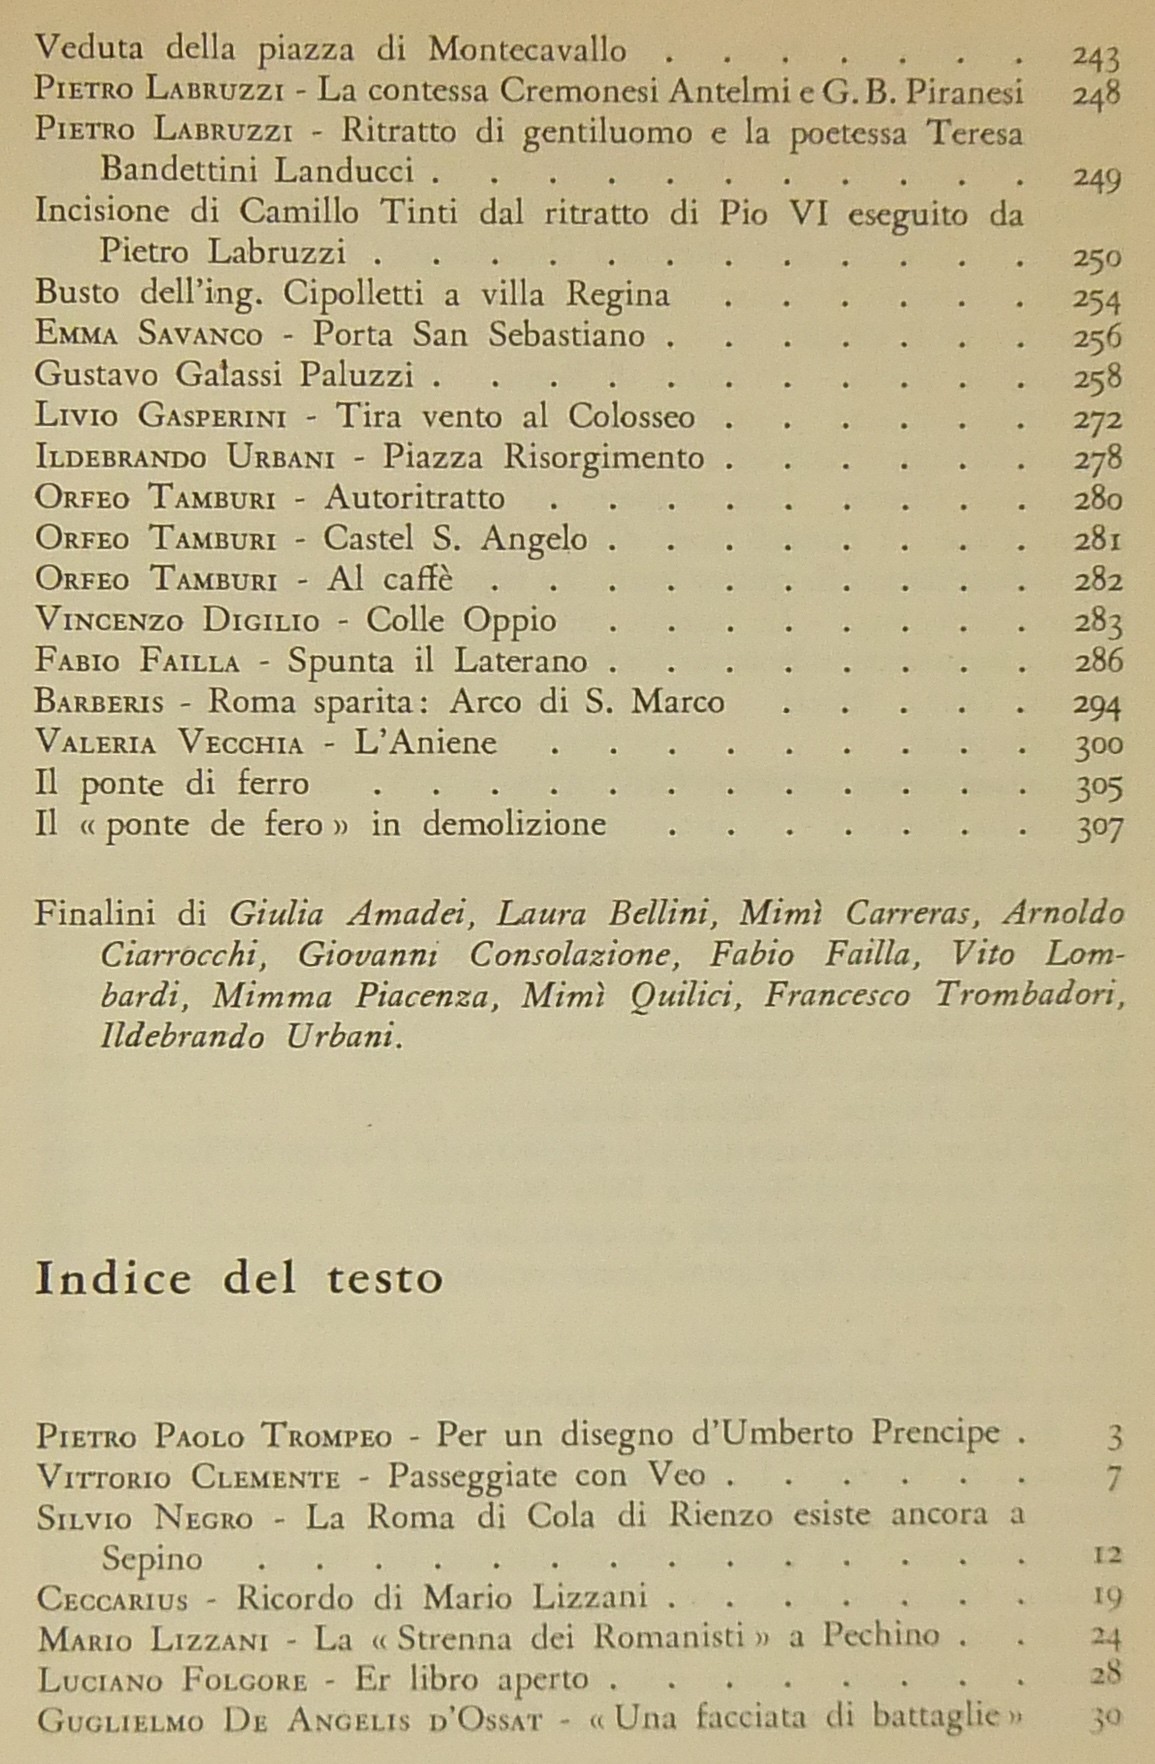 Veduta della piazza di Montecavallo . . . . . . . 243
PIETRO LABRUZZI - La contessa Cremonesi Antelmi e G. B. Piranesi 248
PIETRO LABRUZZI - Ritratto di gentiluomo e la poetessa Teresa
Bandettini Landucci . . . . . . . . . . . 249
Incisione di Camillo Tinti dal ritratto di Pio VI eseguito da
Pietro Labruzzi . . . . . . . . . . . . 250
Busto dell'ing. Cipolletti a villa Regina . . . . . . 254
EMMA SAVANCO - Porta San Sebastiano . . . . . . . 256
Gustavo Galassi Paluzzi . . . . . . . . . . . 258
LIVIO GASPERINI - Tira vento al Colosseo . . . . . . 272
ILDEBRANDO URBANI - Piazza Risorgimento . . . . . . 278
ORFEO TAMBURI - Autoritratto . . . . . . . . . 280
ORFEO TAMBURI - Castel S. Angelo . . . . . . . . 281
ORFEO TAMBURI - Al caffè . . . . . . . . . . 282
VINCENZO DIGILIO - Colle Oppio . . . . . . . . 283
FABIO FAILLA - Spunta il Laterano . . . . . . . . 286
BARBERIS - Roma sparita: Arco di S. Marco . . . . . 294
VALERIA VECCHIA - L'Aniene . . . . . . . . . 300
Il ponte di ferro . . . . . . . . . . . . 305
Il « ponte de fero » in demolizione . . . . . . . 307
Finalini di Giulia Amadei, Laura Bellini, Mimì Carreras, Arnoldo
Ciarrocchi, Giovanni Consolazione, Fabio Failla, Vito Lom-
bardi, Mimma Piacenza, Mimì Quilici, Francesco Trombadori,
Ildebrando Urbani.
Indice del testo
PIETRO PAOLO TROMPEO - Per un disegno d'Umberto Prencipe . 3
VITTORIO CLEMENTE - Passeggiate con Veo . . . . . . 7
SILVIO NEGRO - La Roma di Cola di Rienzo esiste ancora a
Sepino . . . . . . . . . . . . . . 12
CECCARIUS - Ricordo di Mario Lizzani . . . . . . . 19
MARIO LIZZANI - La « Strenna dei Romanisti » a Pechino . . 24
LUCIANO FOLGORE - Er libro aperto . . . . . . . . 28
GUGLIELMO DE ANGELIS D'OSSAT - « Una facciata di battaglie » 30